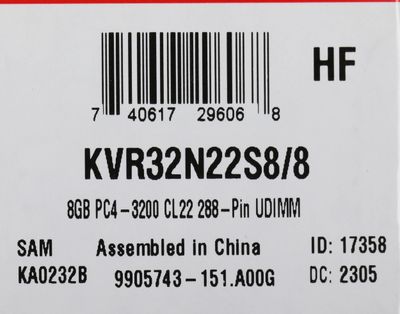 HF
7 40617 29606 8
KVR32N22S8/8
8GB PC4-3200 CL22 288-Pin UDIMM
SAM Assembled in China ID: 17358
KA0232B 9905743-151.A00G DC: 2305